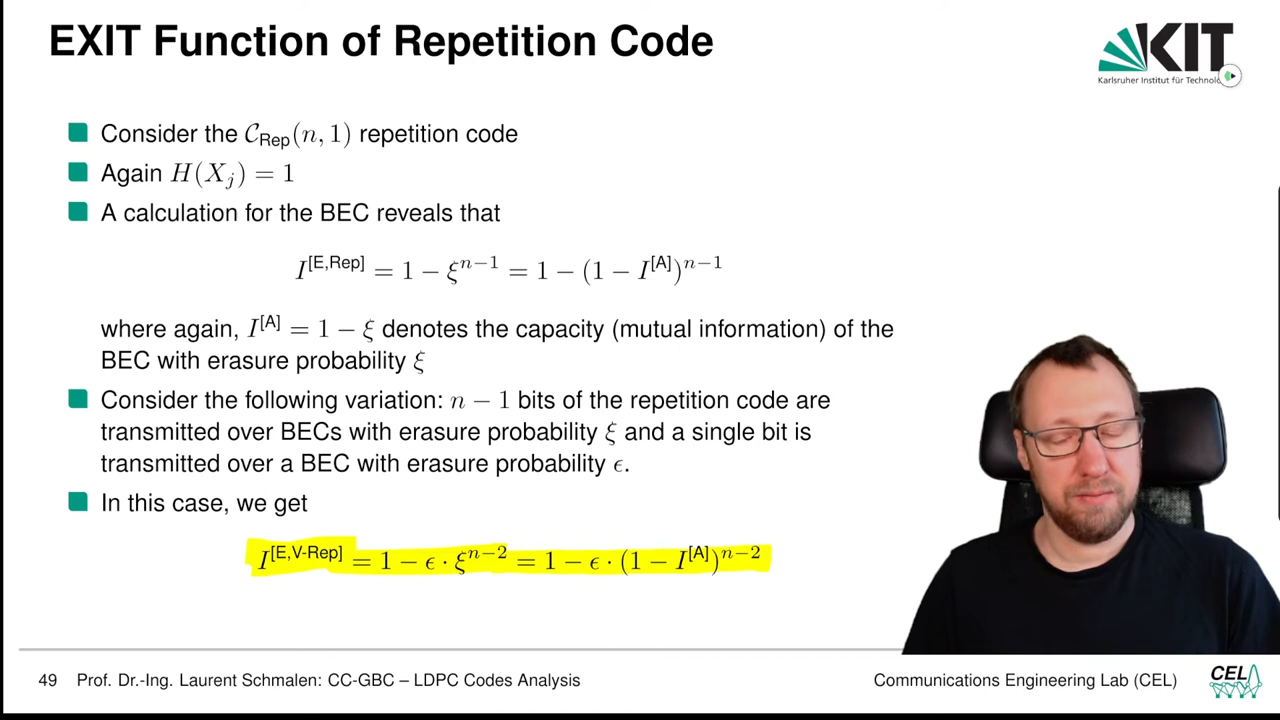 EXIT Function of Repetition Code
KIT
Karlsruher Institut für Technolo
Consider the 𝒞_Rep(n, 1) repetition code
Again H(X_j) = 1
A calculation for the BEC reveals that
I^[E,Rep] = 1 − ξ^{n−1} = 1 − (1 − I^[A])^{n−1}
where again, I^[A] = 1 − ξ denotes the capacity (mutual information) of the
BEC with erasure probability ξ
Consider the following variation: n − 1 bits of the repetition code are
transmitted over BECs with erasure probability ξ and a single bit is
transmitted over a BEC with erasure probability ϵ.
In this case, we get
I^[E,V-Rep] = 1 − ϵ · ξ^{n−2} = 1 − ϵ · (1 − I^[A])^{n−2}
49 Prof. Dr.-Ing. Laurent Schmalen: CC-GBC – LDPC Codes Analysis
Communications Engineering Lab (CEL)
CEL